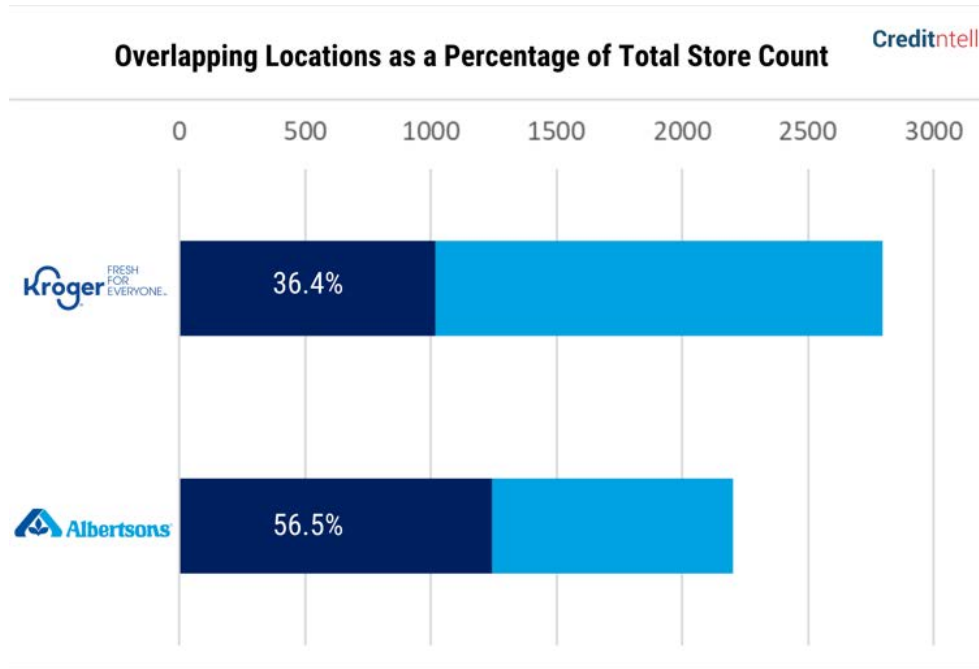 Overlapping Locations as a Percentage of Total Store Count
Creditntell
0 500 1000 1500 2000 2500 3000
Kroger
FRESH
FOR
EVERYONE™
36.4%
Albertsons®
56.5%